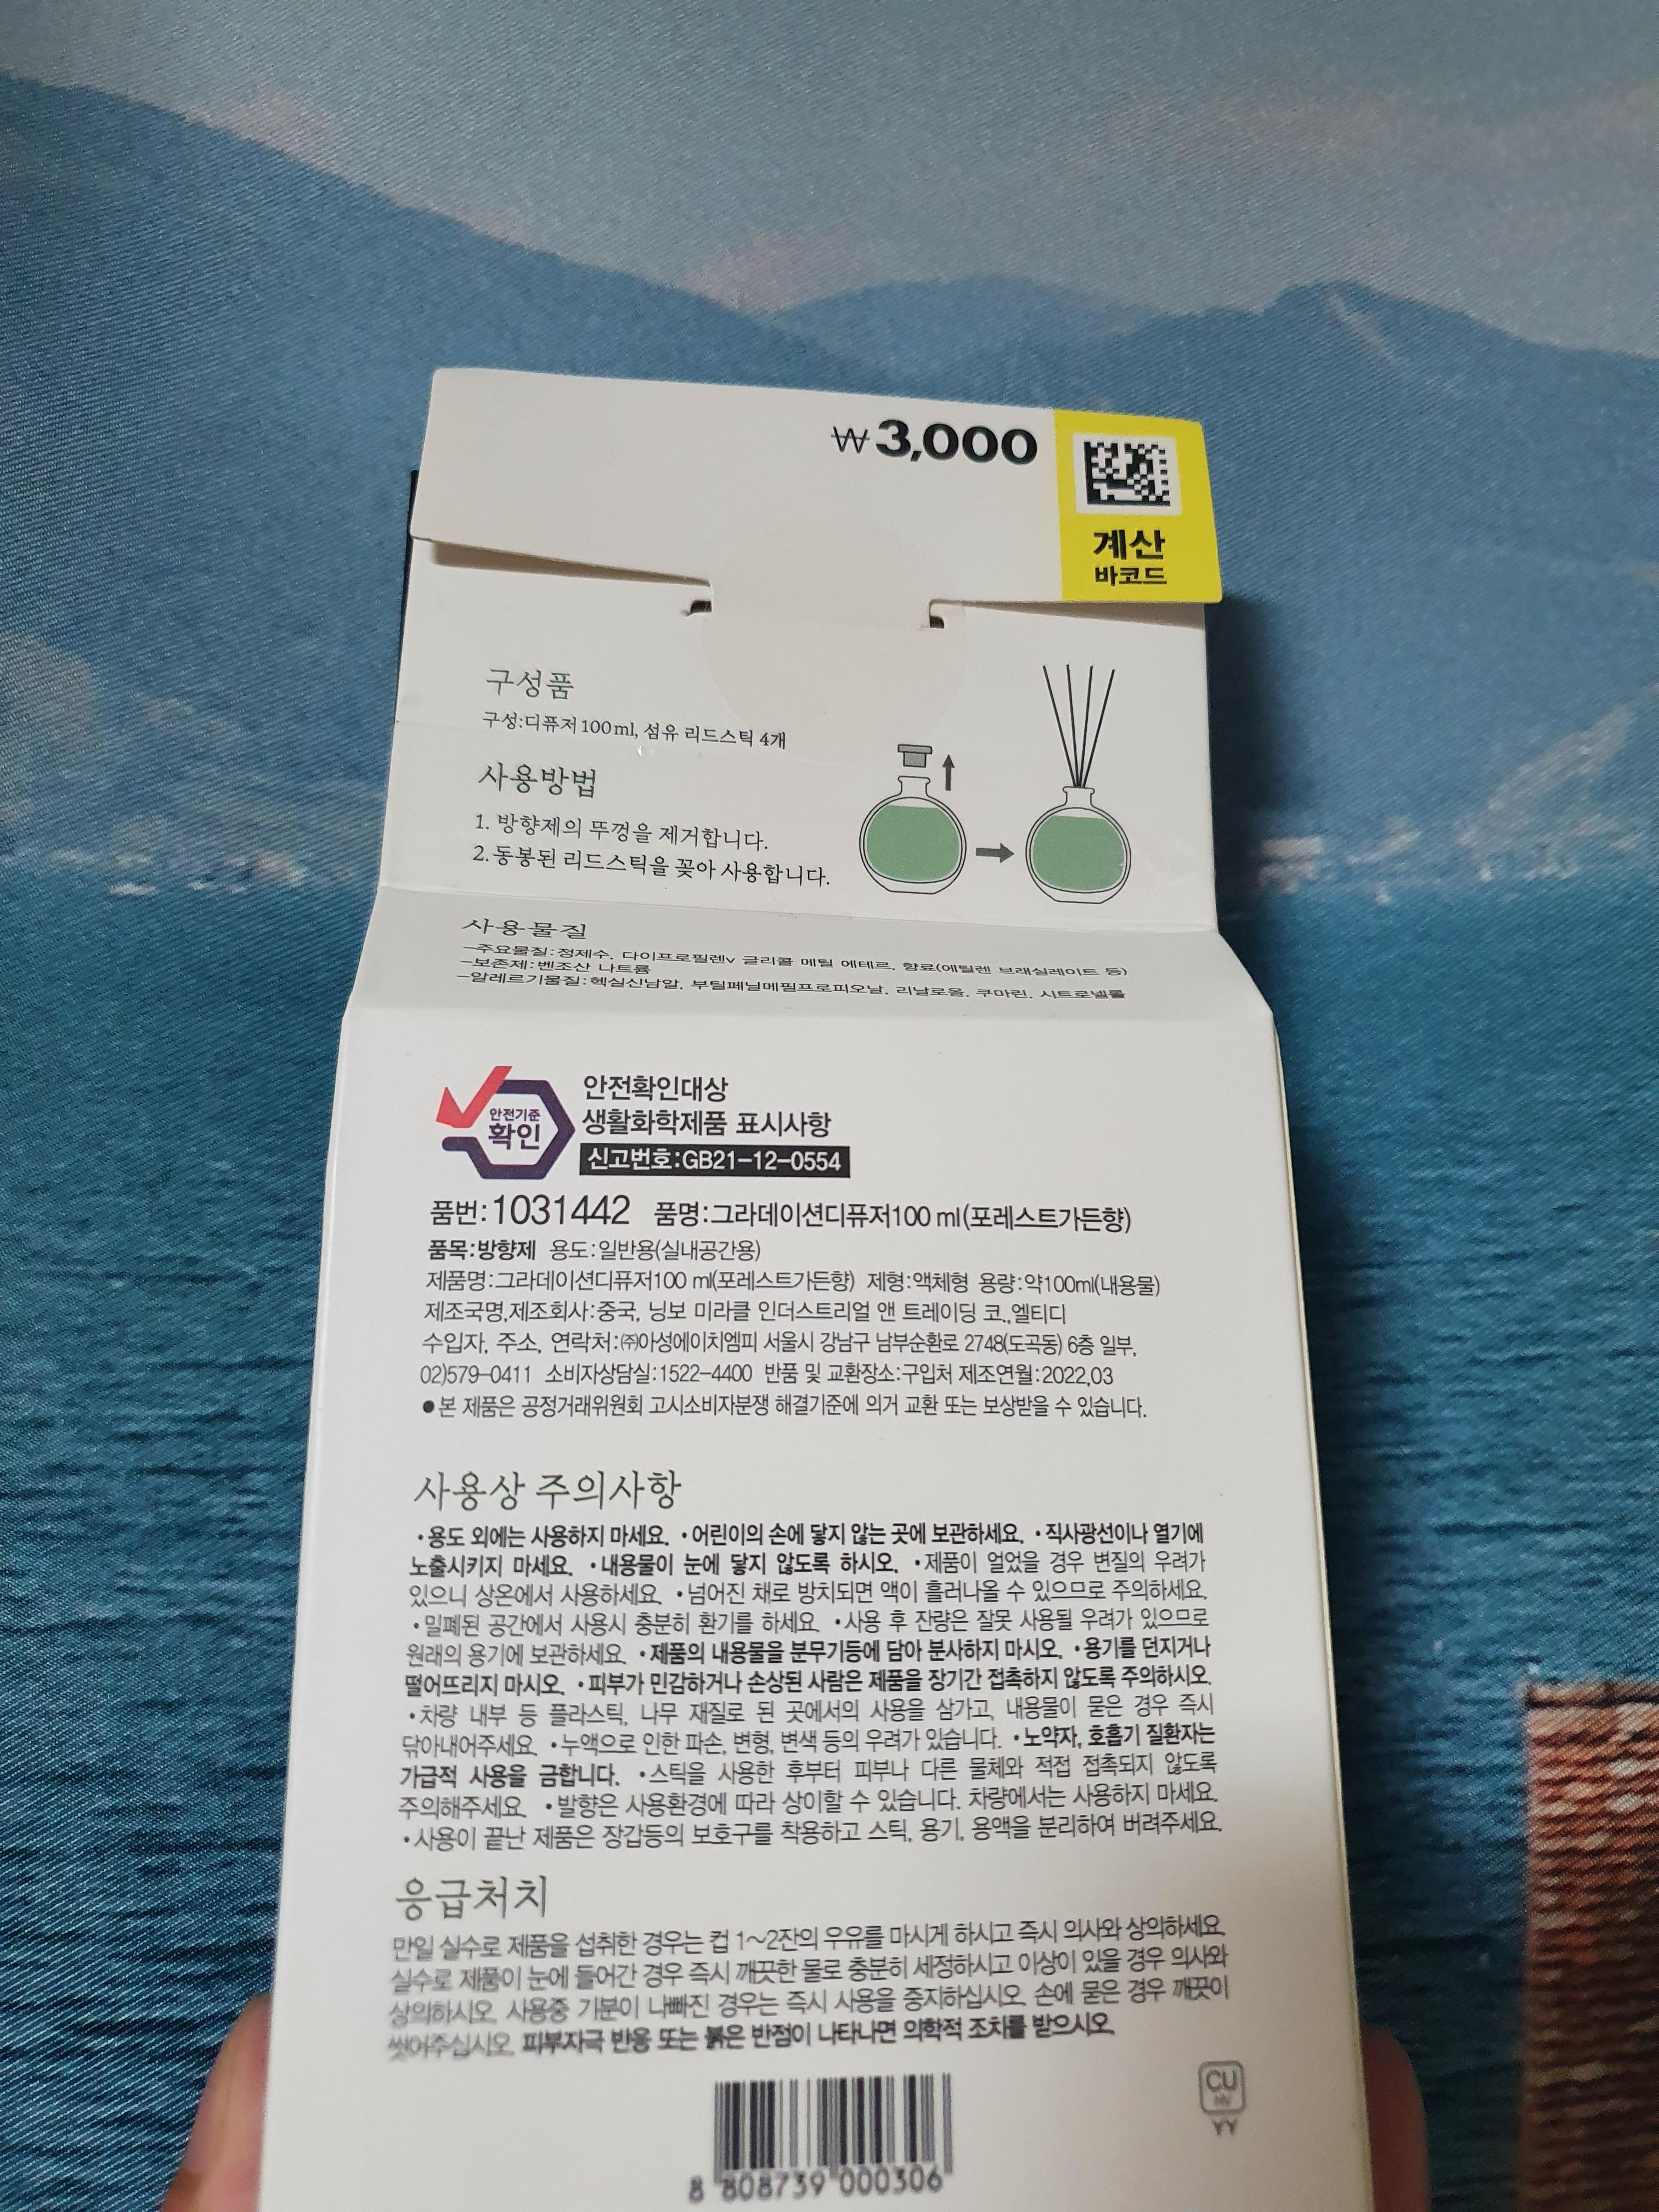 ₩3,000
계산
바코드
구성품
구성:디퓨저 100ml, 섬유 리드스틱 4개
사용방법
1. 방향제의 뚜껑을 제거합니다.
2.동봉된 리드스틱을 꽂아 사용합니다.
사용물질
-주요물질:정제수, 다이프로필렌v 글리콜 메틸 에테르, 향료(에틸렌 브래실레이트 등)
-보존제:벤조산 나트륨
-알레르기물질:헥실신남알, 부틸페닐메필프로피오날, 리날로올, 쿠마린, 시트로넬롤
안전기준
확인
안전확인대상
생활화학제품 표시사항
신고번호:GB21-12-0554
품번:1031442 품명:그라데이션디퓨저100 ml(포레스트가든향)
품목:방향제 용도:일반용(실내공간용)
제품명:그라데이션디퓨저100 ml(포레스트가든향) 제형:액체형 용량:약100ml(내용물)
제조국명,제조회사:중국, 닝보 미라클 인더스트리얼 앤 트레이딩 코.,엘티디
수입자, 주소, 연락처:㈜아성에이치엠피 서울시 강남구 남부순환로 2748(도곡동) 6층 일부,
02)579-0411 소비자상담실:1522-4400 반품 및 교환장소:구입처 제조연월:2022.03
●본 제품은 공정거래위원회 고시소비자분쟁 해결기준에 의거 교환 또는 보상받을 수 있습니다.
사용상 주의사항
•용도 외에는 사용하지 마세요. •어린이의 손에 닿지 않는 곳에 보관하세요. •직사광선이나 열기에
노출시키지 마세요. •내용물이 눈에 닿지 않도록 하시오. •제품이 얼었을 경우 변질의 우려가
있으니 상온에서 사용하세요. •넘어진 채로 방치되면 액이 흘러나올 수 있으므로 주의하세요.
•밀폐된 공간에서 사용시 충분히 환기를 하세요. •사용 후 잔량은 잘못 사용될 우려가 있으므로
원래의 용기에 보관하세요. •제품의 내용물을 분무기등에 담아 분사하지 마시오. •용기를 던지거나
떨어뜨리지 마시오. •피부가 민감하거나 손상된 사람은 제품을 장기간 접촉하지 않도록 주의하시오.
•차량 내부 등 플라스틱, 나무 재질로 된 곳에서의 사용을 삼가고, 내용물이 묻은 경우 즉시
닦아내어주세요. •누액으로 인한 파손, 변형, 변색 등의 우려가 있습니다. •노약자, 호흡기 질환자는
가급적 사용을 금합니다. •스틱을 사용한 후부터 피부나 다른 물체와 적접 접촉되지 않도록
주의해주세요. •발향은 사용환경에 따라 상이할 수 있습니다. 차량에서는 사용하지 마세요.
•사용이 끝난 제품은 장갑등의 보호구를 착용하고 스틱, 용기, 용액을 분리하여 버려주세요.
응급처치
만일 실수로 제품을 섭취한 경우는 컵 1~2잔의 우유를 마시게 하시고 즉시 의사와 상의하세요.
실수로 제품이 눈에 들어간 경우 즉시 깨끗한 물로 충분히 세정하시고 이상이 있을 경우 의사와
상의하시오. 사용중 기분이 나빠진 경우는 즉시 사용을 중지하십시오. 손에 묻은 경우 깨끗이
씻어주십시오. 피부자극 반응 또는 붉은 반점이 나타나면 의학적 조치를 받으시오.
CU
YY
8 808739 000306